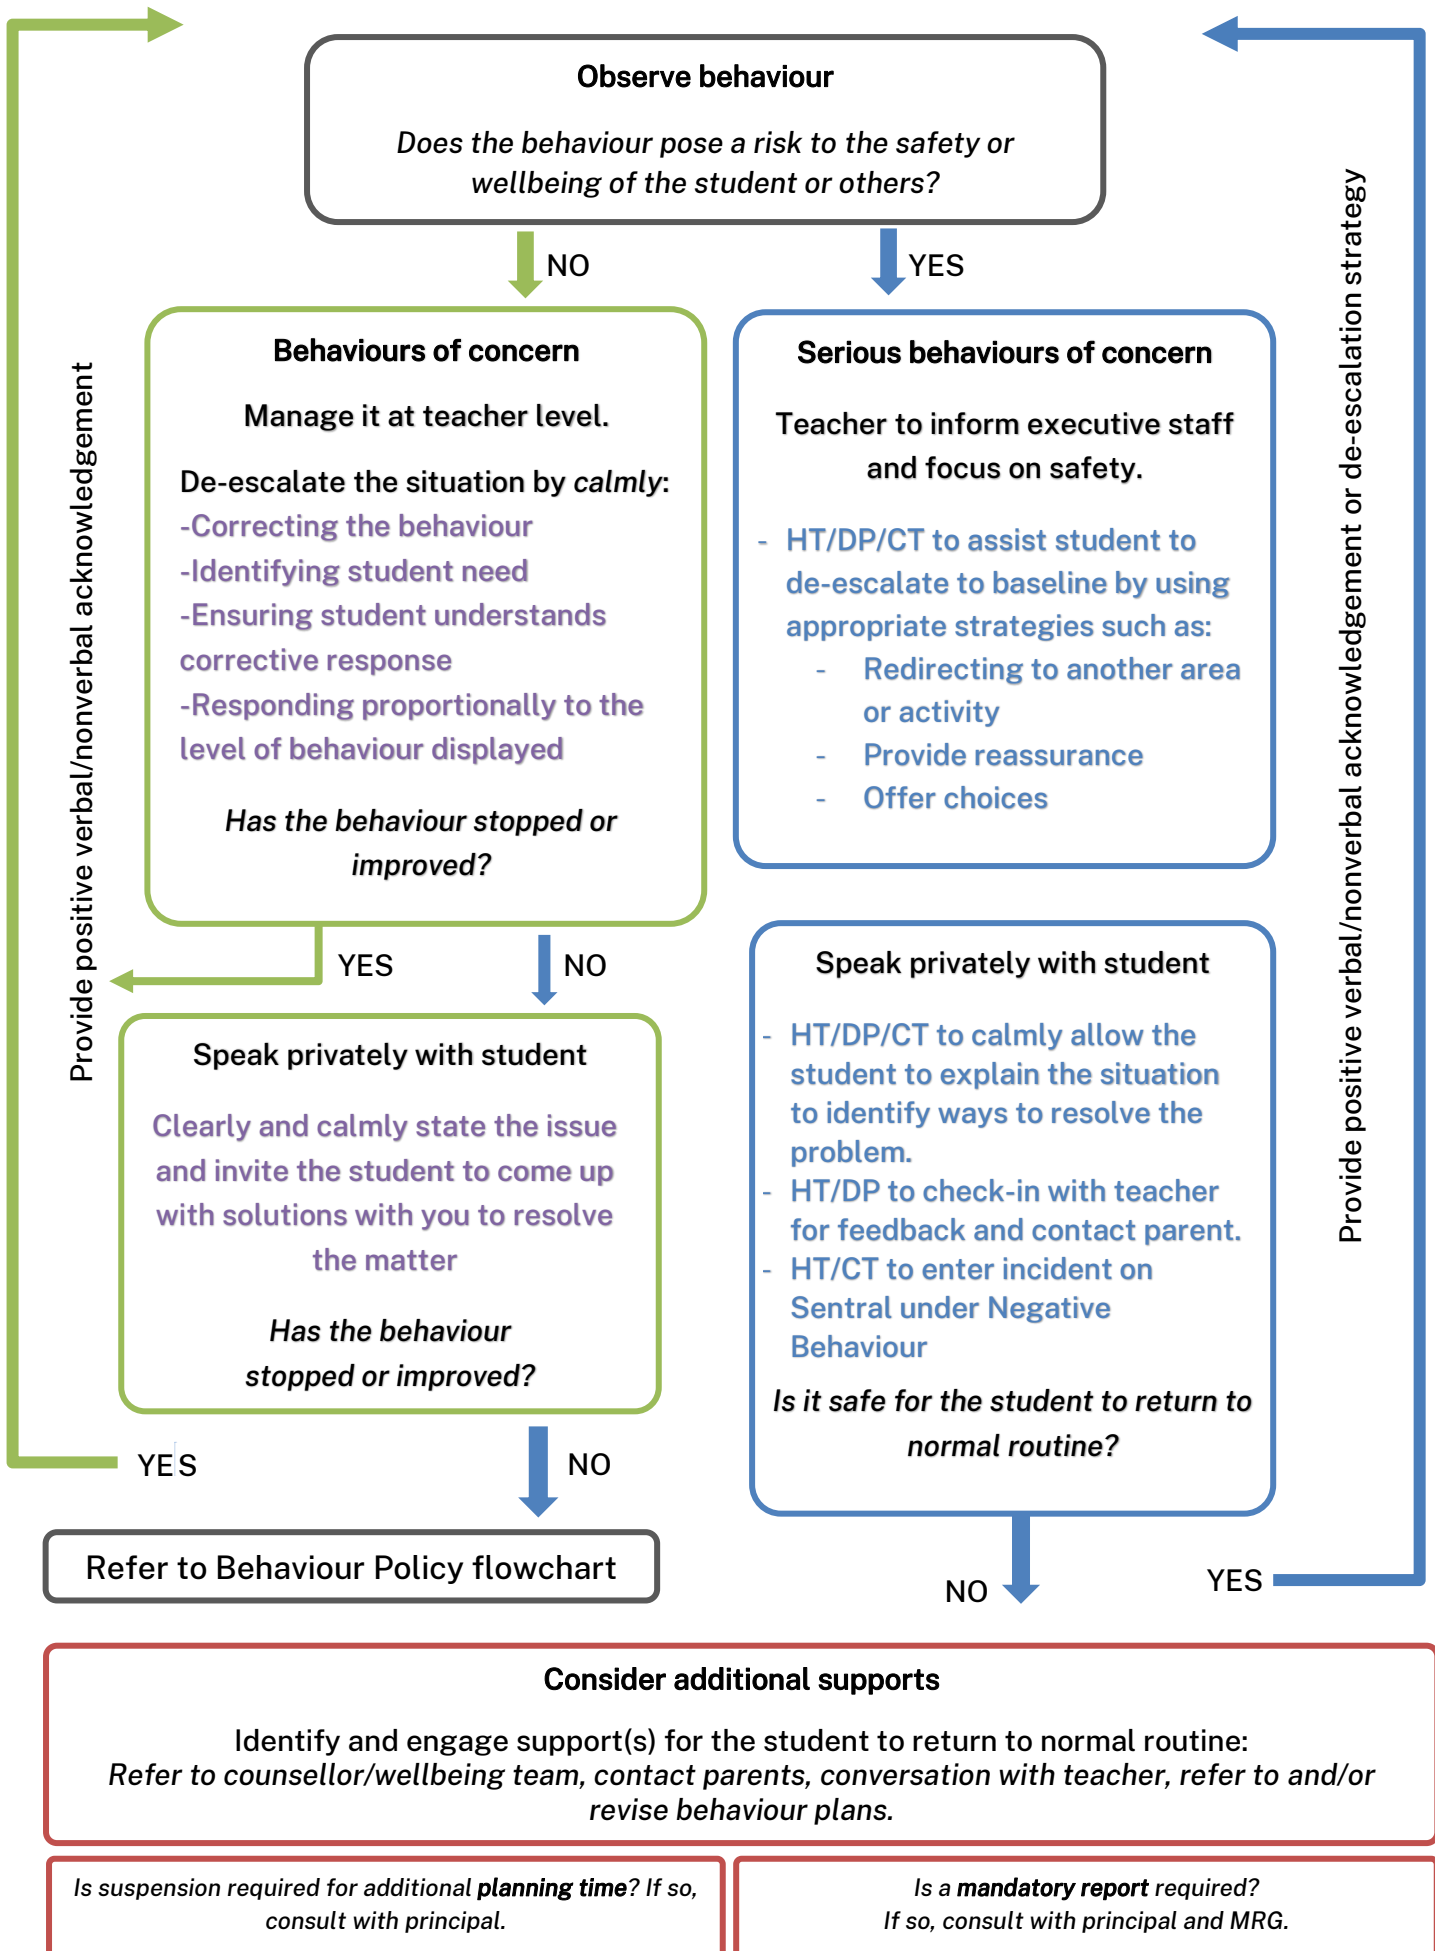 Observe behaviour
Does the behaviour pose a risk to the safety or
wellbeing of the student or others?
NO
YES
Behaviours of concern
Manage it at teacher level.
De-escalate the situation by calmly:
-Correcting the behaviour
-Identifying student need
-Ensuring student understands
corrective response
-Responding proportionally to the
level of behaviour displayed
Has the behaviour stopped or
improved?
Serious behaviours of concern
Teacher to inform executive staff
and focus on safety.
- HT/DP/CT to assist student to
de-escalate to baseline by using
appropriate strategies such as:
- Redirecting to another area
or activity
- Provide reassurance
- Offer choices
YES
NO
Provide positive verbal/nonverbal acknowledgement
Speak privately with student
Clearly and calmly state the issue
and invite the student to come up
with solutions with you to resolve
the matter
Has the behaviour
stopped or improved?
YES
NO
Refer to Behaviour Policy flowchart
Speak privately with student
- HT/DP/CT to calmly allow the
student to explain the situation
to identify ways to resolve the
problem.
- HT/DP to check-in with teacher
for feedback and contact parent.
- HT/CT to enter incident on
Sentral under Negative
Behaviour
Is it safe for the student to return to
normal routine?
NO
YES
Provide positive verbal/nonverbal acknowledgement or de-escalation strategy
Consider additional supports
Identify and engage support(s) for the student to return to normal routine:
Refer to counsellor/wellbeing team, contact parents, conversation with teacher, refer to and/or
revise behaviour plans.
Is suspension required for additional planning time? If so,
consult with principal.
Is a mandatory report required?
If so, consult with principal and MRG.